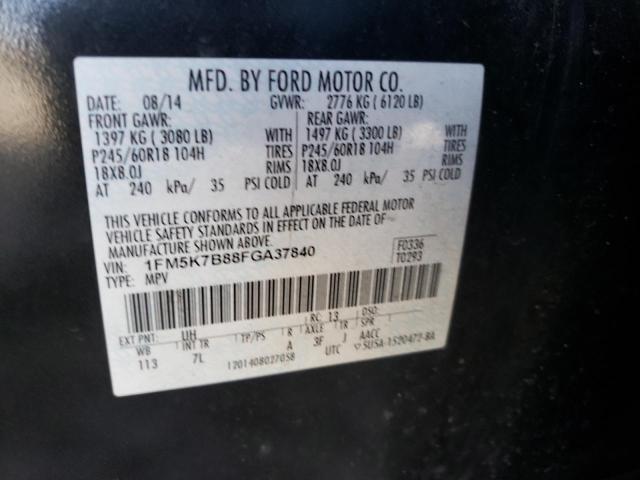 MFD. BY FORD MOTOR CO.
DATE: 08/14 GVWR: 2776 KG ( 6120 LB)
FRONT GAWR: REAR GAWR:
1397 KG ( 3080 LB) WITH 1497 KG ( 3300 LB) WITH
P245/60R18 104H TIRES P245/60R18 104H TIRES
18X8.0J RIMS 18X8.0J RIMS
AT 240 kPa/ 35 PSI COLD AT 240 kPa/ 35 PSI COLD
THIS VEHICLE CONFORMS TO ALL APPLICABLE FEDERAL MOTOR
VEHICLE SAFETY STANDARDS IN EFFECT ON THE DATE OF
MANUFACTURE SHOWN ABOVE.
VIN: 1FM5K7B88FGA37840 F0336
TYPE: MPV T0293
EXT PNT: UH RC: 13 DSO:
WB INT TR TP/PS R AXLE TR SPR
113 7L A 3F J AACC
1201408027058 UTC 5U5A-1520472-BA